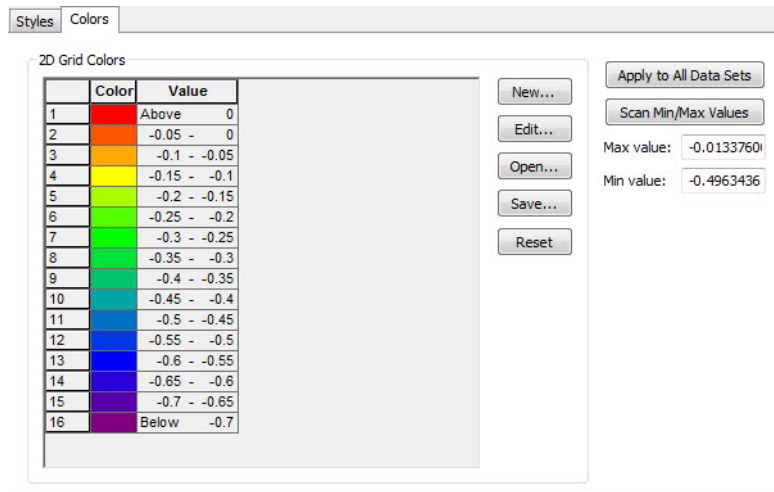 Styles Colors
2D Grid Colors
Color Value
1 Above 0
2 -0.05 - 0
3 -0.1 - -0.05
4 -0.15 - -0.1
5 -0.2 - -0.15
6 -0.25 - -0.2
7 -0.3 - -0.25
8 -0.35 - -0.3
9 -0.4 - -0.35
10 -0.45 - -0.4
11 -0.5 - -0.45
12 -0.55 - -0.5
13 -0.6 - -0.55
14 -0.65 - -0.6
15 -0.7 - -0.65
16 Below -0.7
New...
Edit...
Open...
Save...
Reset
Apply to All Data Sets
Scan Min/Max Values
Max value: -0.01337600
Min value: -0.4963436